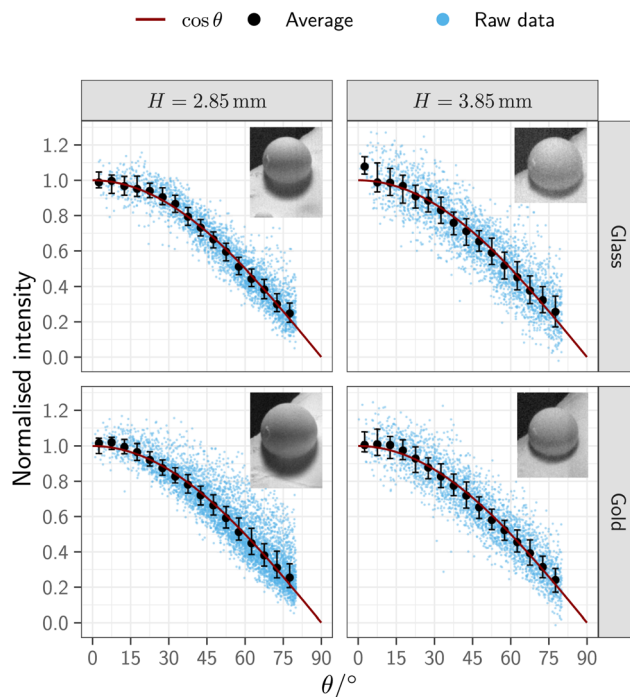 cos θ Average Raw data
H = 2.85 mm H = 3.85 mm
1.2
1.0
0.8
0.6
0.4
0.2
0.0
Glass
Normalised intensity
1.2
1.0
0.8
0.6
0.4
0.2
0.0
Gold
0 15 30 45 60 75 90 0 15 30 45 60 75 90
θ/°